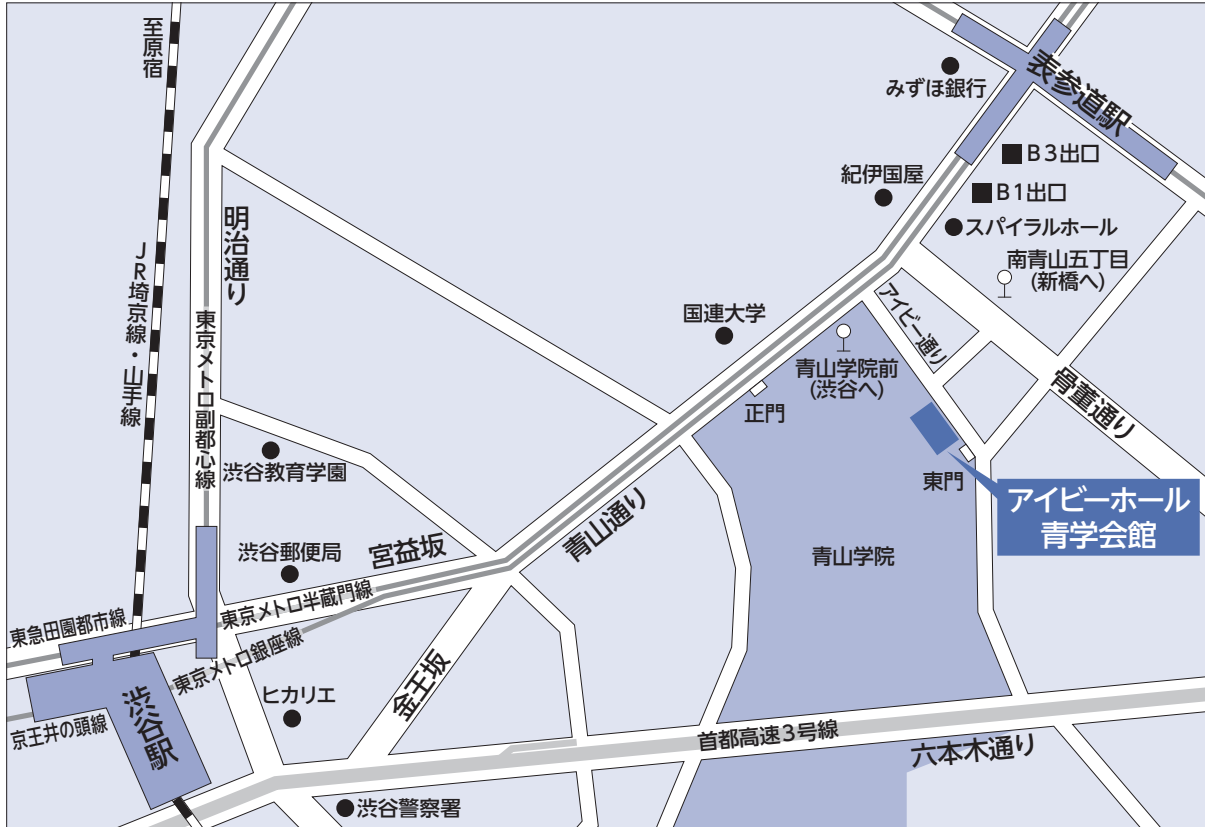 至原宿
みずほ銀行
表参道駅
B3出口
紀伊国屋
B1出口
スパイラルホール
明治通り
JR埼京線・山手線
南青山五丁目
(新橋へ)
アイビー通り
国連大学
東京メトロ副都心線
青山学院前
(渋谷へ)
骨董通り
正門
渋谷教育学園
東門
アイビーホール
青学会館
青山通り
宮益坂
渋谷郵便局
青山学院
東京メトロ半蔵門線
東急田園都市線
東京メトロ銀座線
金王坂
ヒカリエ
渋谷駅
京王井の頭線
首都高速3号線
六本木通り
渋谷警察署